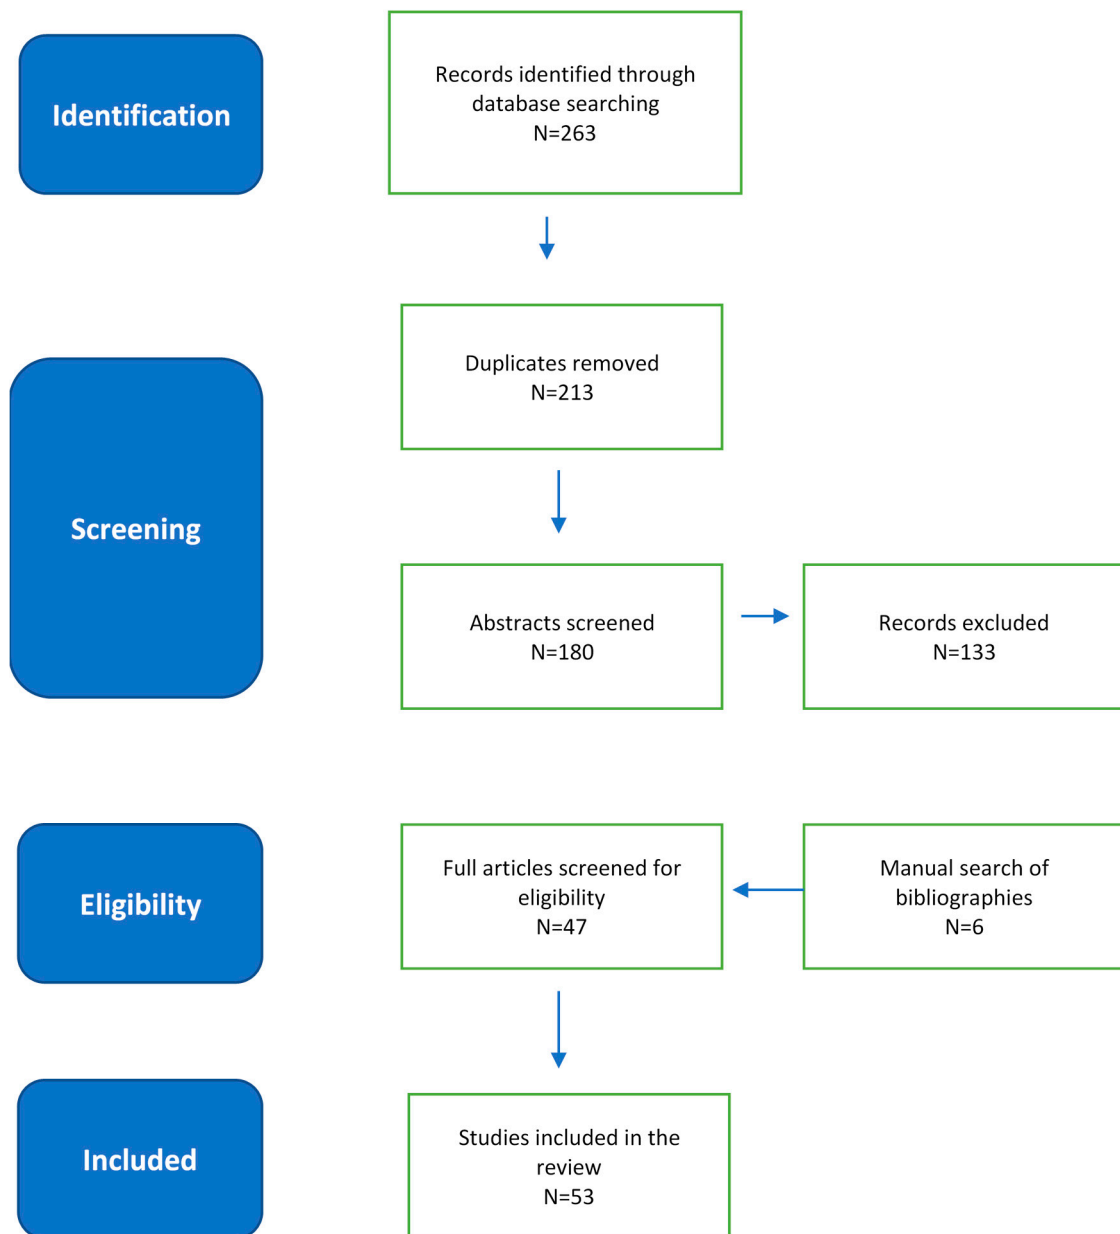 Identification
Records identified through
database searching
N=263
Duplicates removed
N=213
Screening
Abstracts screened
N=180
Records excluded
N=133
Eligibility
Full articles screened for
eligibility
N=47
Manual search of
bibliographies
N=6
Included
Studies included in the
review
N=53